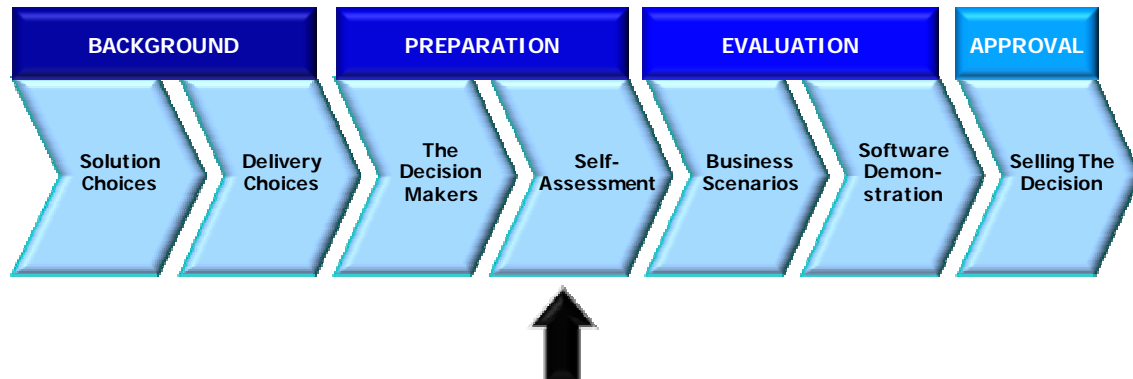 BACKGROUND
PREPARATION
EVALUATION
APPROVAL
Solution
Choices
Delivery
Choices
The
Decision
Makers
Self-
Assessment
Business
Scenarios
Software
Demon-
stration
Selling The
Decision